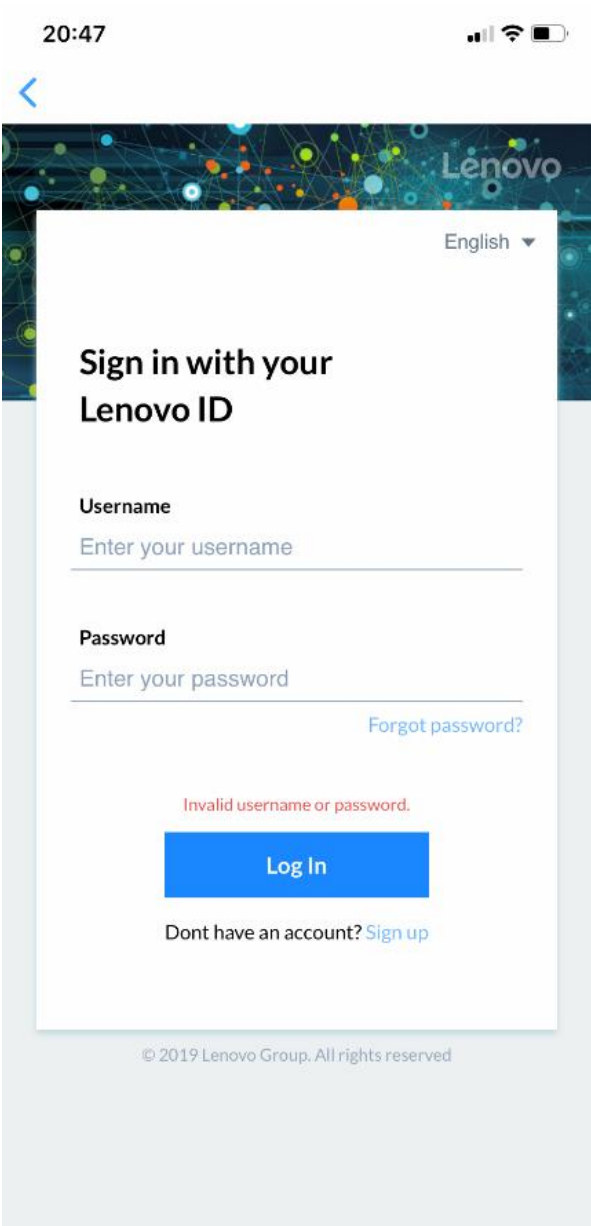 20:47
Lenovo
English
Sign in with your
Lenovo ID
Username
Enter your username
Password
Enter your password
Forgot password?
Invalid username or password.
Log In
Dont have an account? Sign up
© 2019 Lenovo Group. All rights reserved